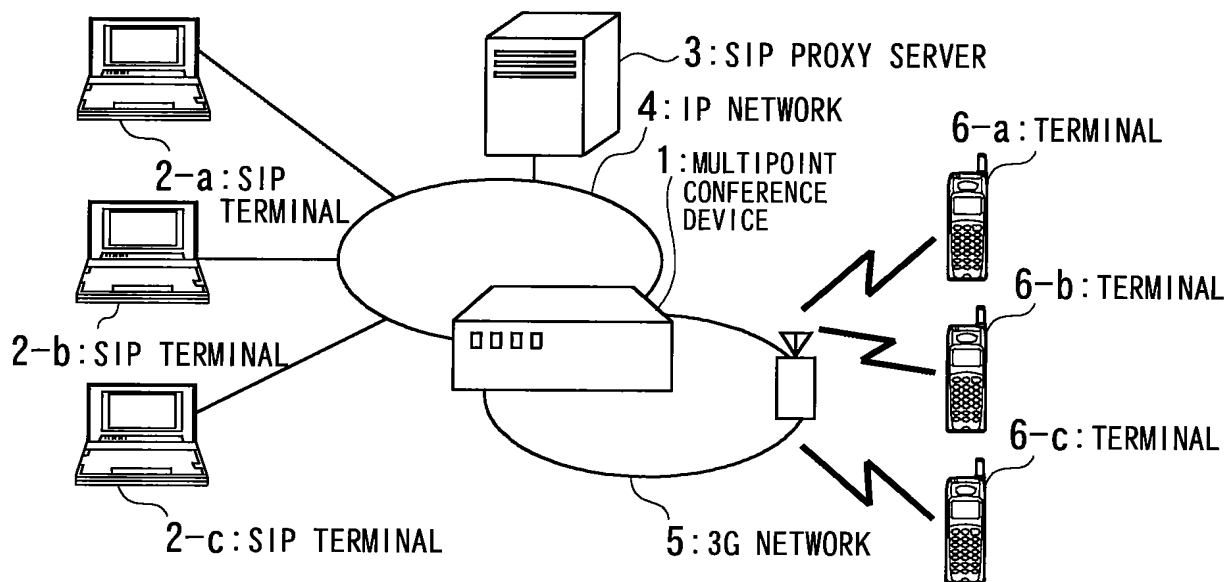 3:SIP PROXY SERVER
4:IP NETWORK
1:MULTIPOINT
CONFERENCE
DEVICE
2-a:SIP
TERMINAL
2-b:SIP TERMINAL
2-c:SIP TERMINAL
6-a:TERMINAL
6-b:TERMINAL
6-c:TERMINAL
5:3G NETWORK